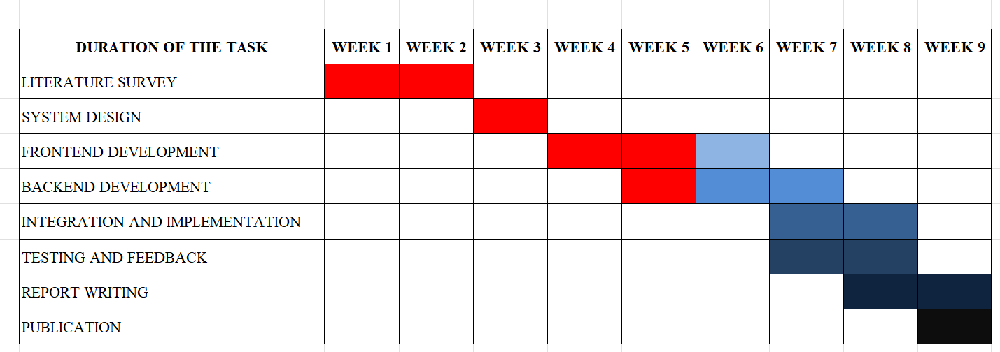 DURATION OF THE TASK WEEK 1 WEEK 2 WEEK 3 WEEK 4 WEEK 5 WEEK 6 WEEK 7 WEEK 8 WEEK 9
LITERATURE SURVEY
SYSTEM DESIGN
FRONTEND DEVELOPMENT
BACKEND DEVELOPMENT
INTEGRATION AND IMPLEMENTATION
TESTING AND FEEDBACK
REPORT WRITING
PUBLICATION